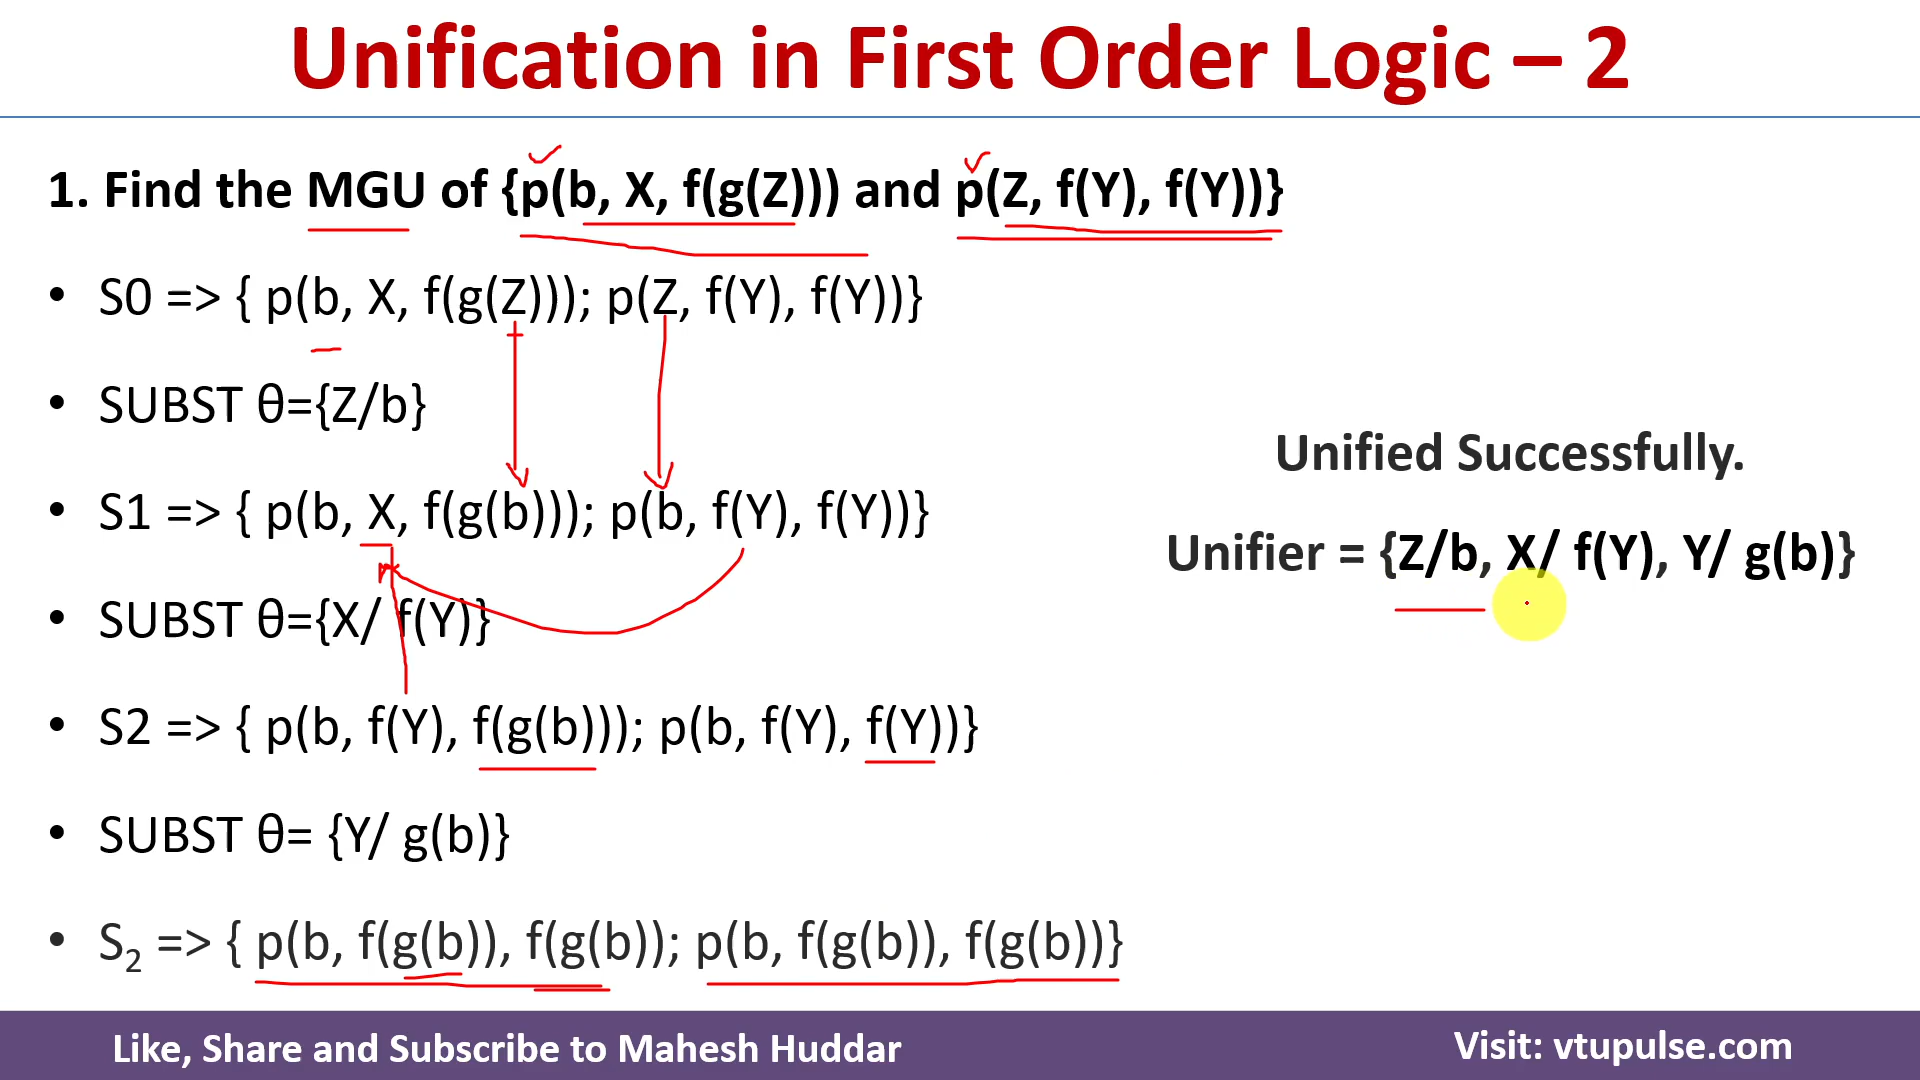 Unification in First Order Logic – 2
1. Find the MGU of {p(b, X, f(g(Z))) and p(Z, f(Y), f(Y))}
• S0 => { p(b, X, f(g(Z))); p(Z, f(Y), f(Y))}
• SUBST θ={Z/b}
• S1 => { p(b, X, f(g(b))); p(b, f(Y), f(Y))}
• SUBST θ={X/ f(Y)}
• S2 => { p(b, f(Y), f(g(b))); p(b, f(Y), f(Y))}
• SUBST θ= {Y/ g(b)}
• S₂ => { p(b, f(g(b)), f(g(b)); p(b, f(g(b)), f(g(b))}
Unified Successfully.
Unifier = {Z/b, X/ f(Y), Y/ g(b)}
Like, Share and Subscribe to Mahesh Huddar
Visit: vtupulse.com